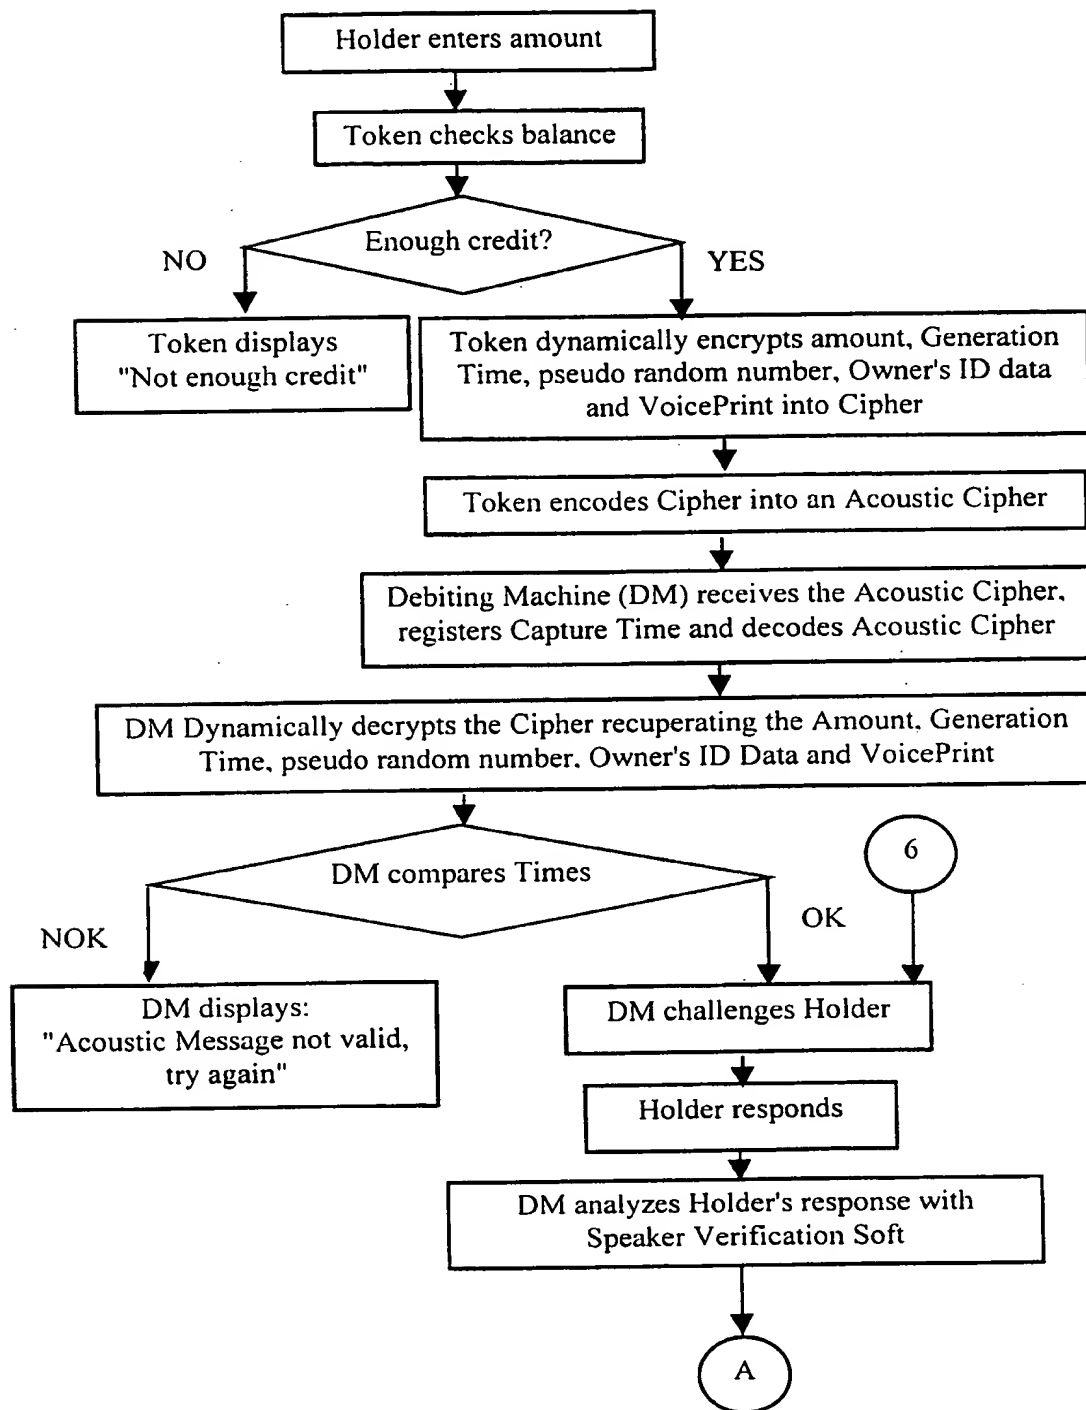 Holder enters amount
Token checks balance
Enough credit?
NO
YES
Token displays
"Not enough credit"
Token dynamically encrypts amount, Generation
Time, pseudo random number, Owner's ID data
and VoicePrint into Cipher
Token encodes Cipher into an Acoustic Cipher
Debiting Machine (DM) receives the Acoustic Cipher,
registers Capture Time and decodes Acoustic Cipher
DM Dynamically decrypts the Cipher recuperating the Amount, Generation
Time, pseudo random number. Owner's ID Data and VoicePrint
DM compares Times
6
NOK
OK
DM displays:
"Acoustic Message not valid,
try again"
DM challenges Holder
Holder responds
DM analyzes Holder's response with
Speaker Verification Soft
A